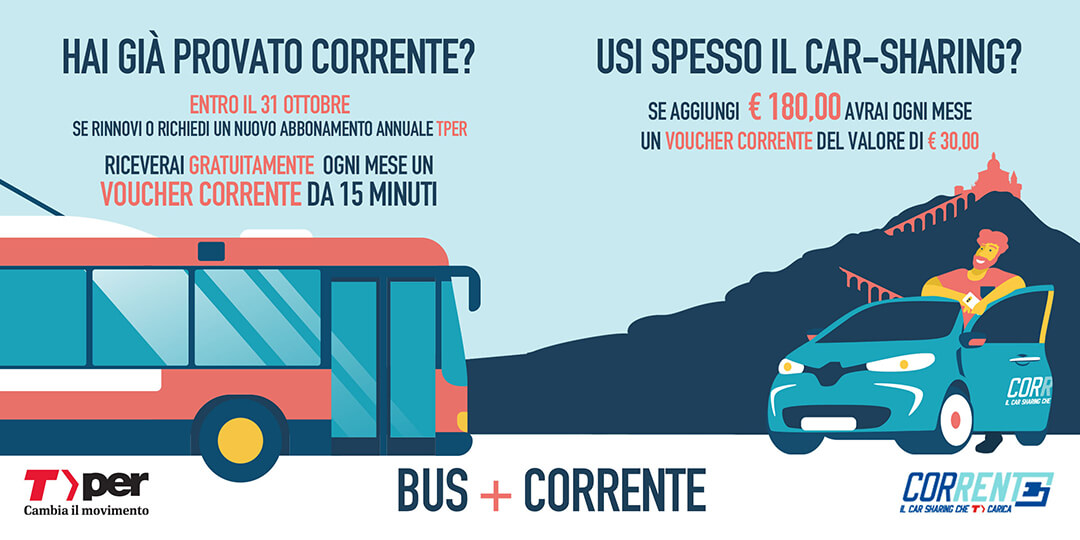 HAI GIÀ PROVATO CORRENTE?
ENTRO IL 31 OTTOBRE
SE RINNOVI O RICHIEDI UN NUOVO ABBONAMENTO ANNUALE TPER
RICEVERAI GRATUITAMENTE OGNI MESE UN
VOUCHER CORRENTE DA 15 MINUTI
USI SPESSO IL CAR-SHARING?
SE AGGIUNGI € 180,00 AVRAI OGNI MESE
UN VOUCHER CORRENTE DEL VALORE DI € 30,00
CORR
IL CAR SHARING CHE
Tper
Cambia il movimento
BUS + CORRENTE
CORRENTE
IL CAR SHARING CHE T CARICA